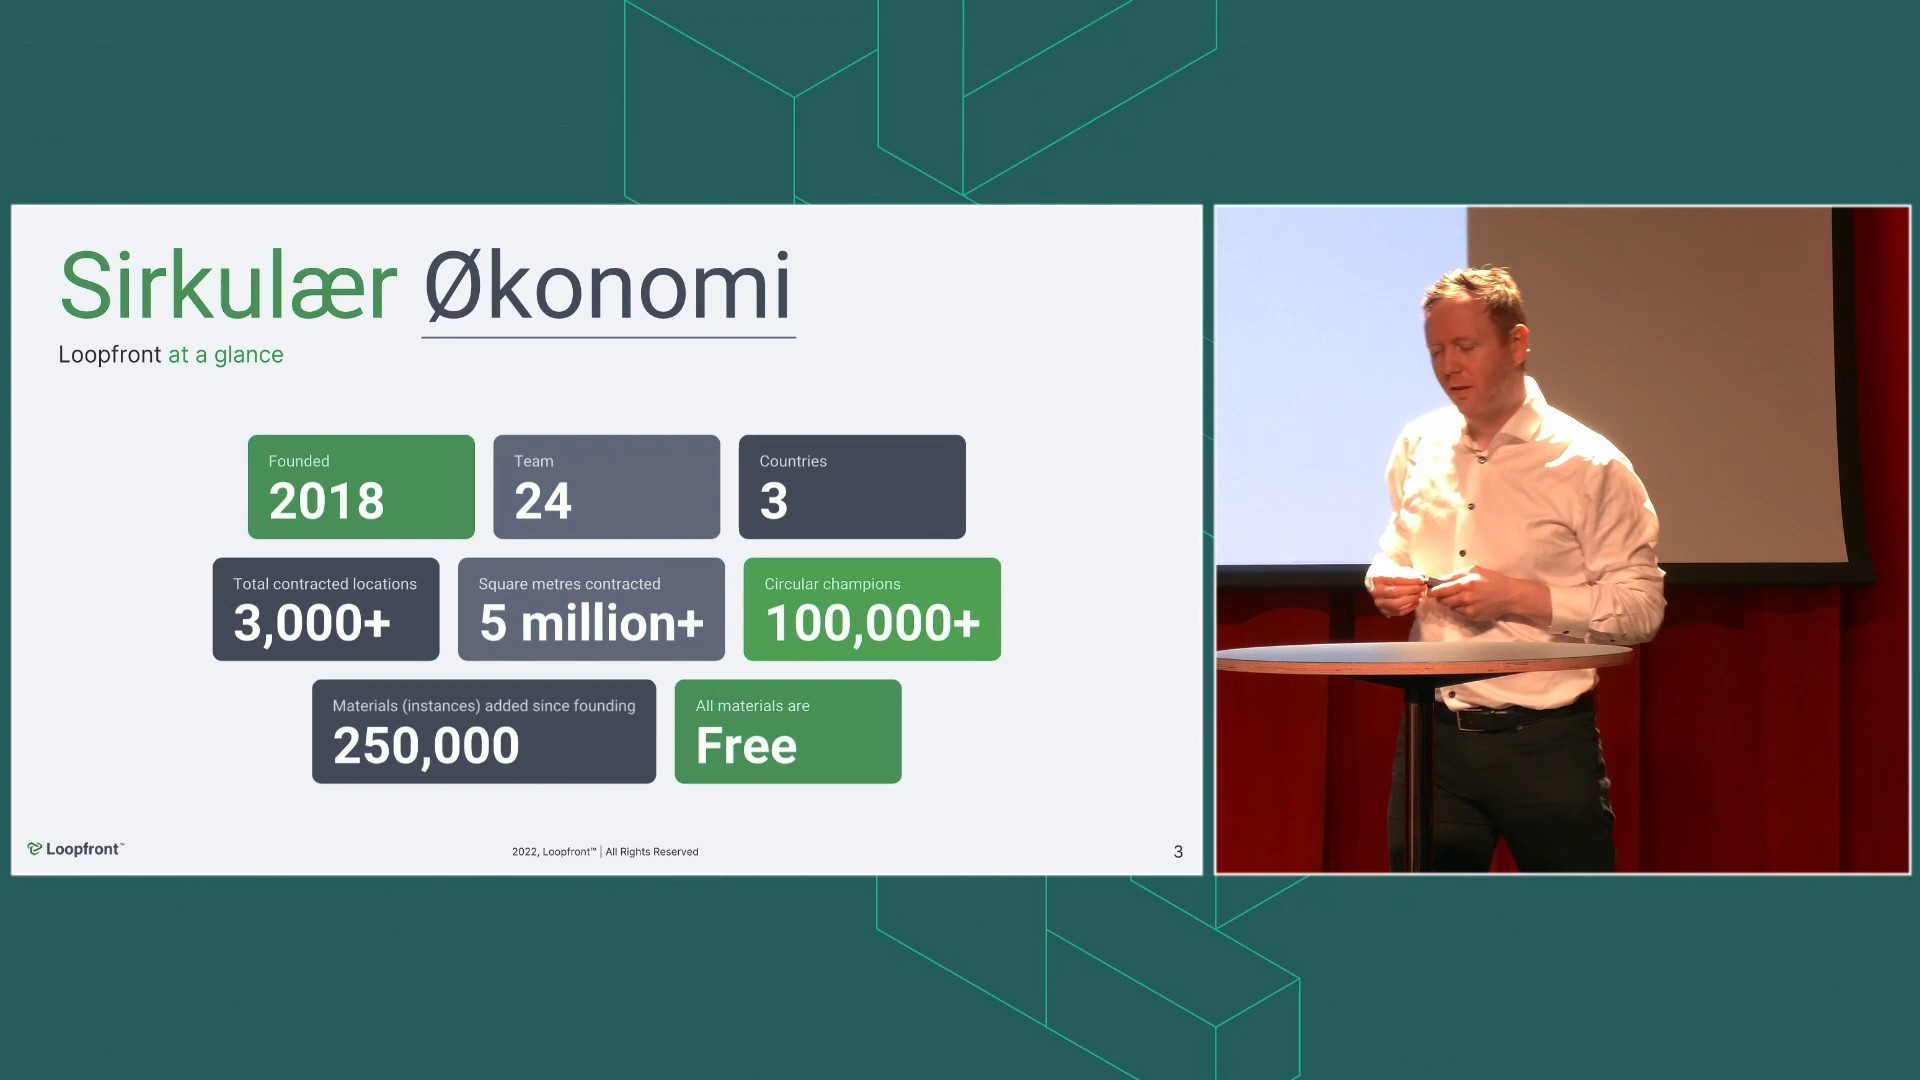 Sirkulær Økonomi
Loopfront at a glance
Founded
2018
Team
24
Countries
3
Total contracted locations
3,000+
Square metres contracted
5 million+
Circular champions
100,000+
Materials (instances) added since founding
250,000
All materials are
Free
Loopfront™
2022, Loopfront™ | All Rights Reserved
3